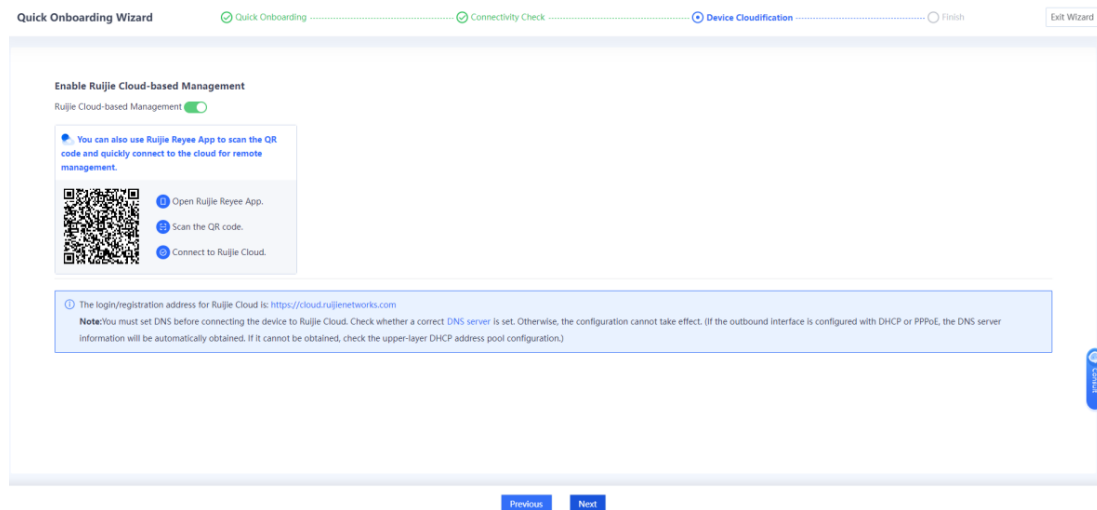 Quick Onboarding Wizard
Quick Onboarding
Connectivity Check
Device Cloudification
Finish
Exit Wizard
Enable Ruijie Cloud-based Management
Ruijie Cloud-based Management
You can also use Ruijie Reyee App to scan the QR
code and quickly connect to the cloud for remote
management.
Open Ruijie Reyee App.
Scan the QR code.
Connect to Ruijie Cloud.
The login/registration address for Ruijie Cloud is: https://cloud.ruijienetworks.com
Note:You must set DNS before connecting the device to Ruijie Cloud. Check whether a correct DNS server is set. Otherwise, the configuration cannot take effect. (If the outbound interface is configured with DHCP or PPPoE, the DNS server
information will be automatically obtained. If it cannot be obtained, check the upper-layer DHCP address pool configuration.)
Previous
Next